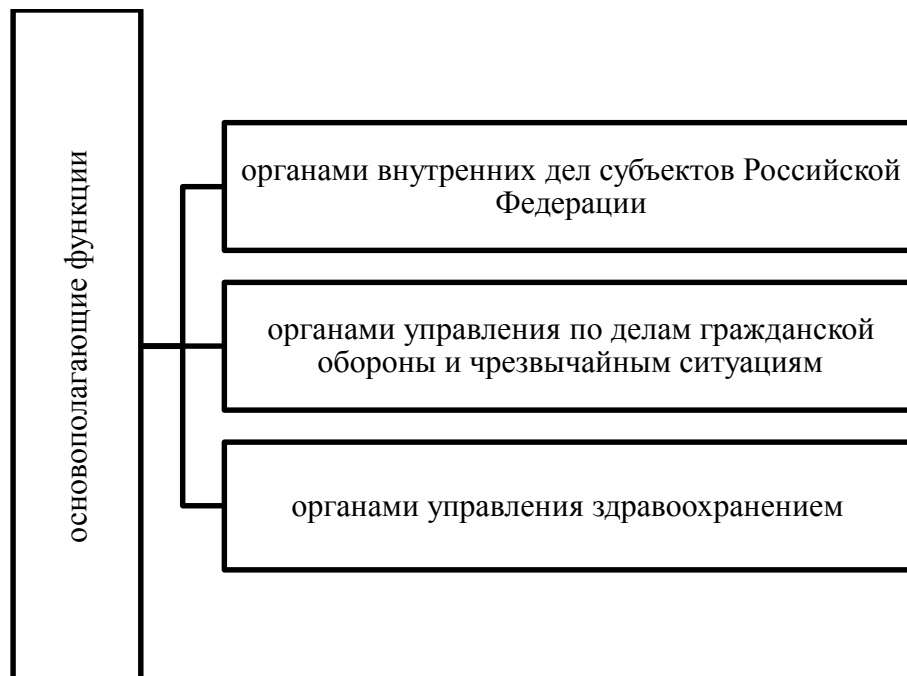 основополагающие функции
органами внутренних дел субъектов Российской
Федерации
органами управления по делам гражданской
обороны и чрезвычайным ситуациям
органами управления здравоохранением